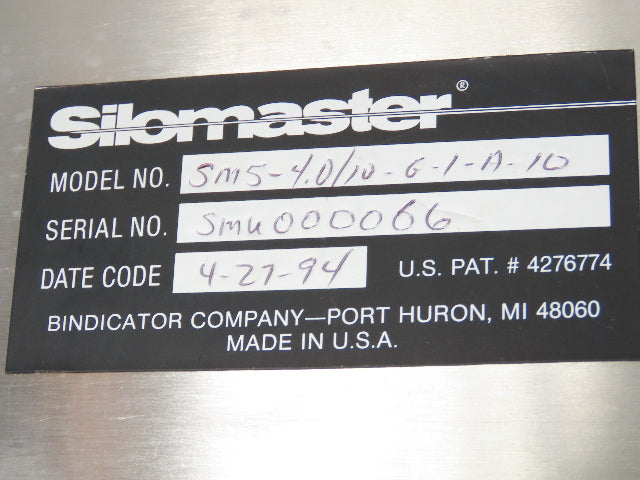 Silomaster®
MODEL NO. SM5-4.0/10-G-1-A-10
SERIAL NO. SMU000066
DATE CODE 4-27-94 U.S. PAT. # 4276774
BINDICATOR COMPANY—PORT HURON, MI 48060
MADE IN U.S.A.